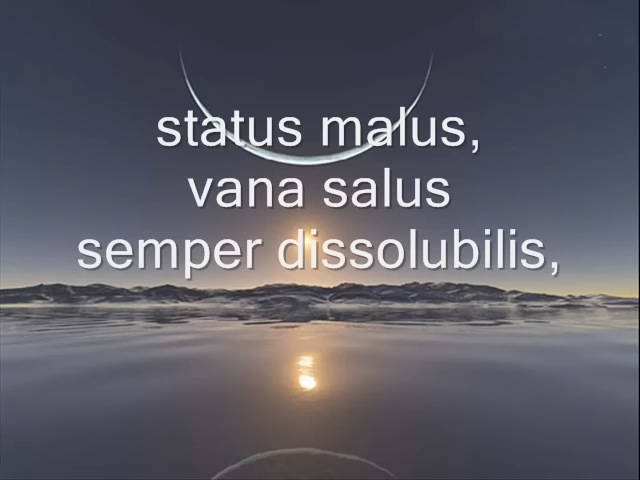 status malus,
vana salus
semper dissolubilis,